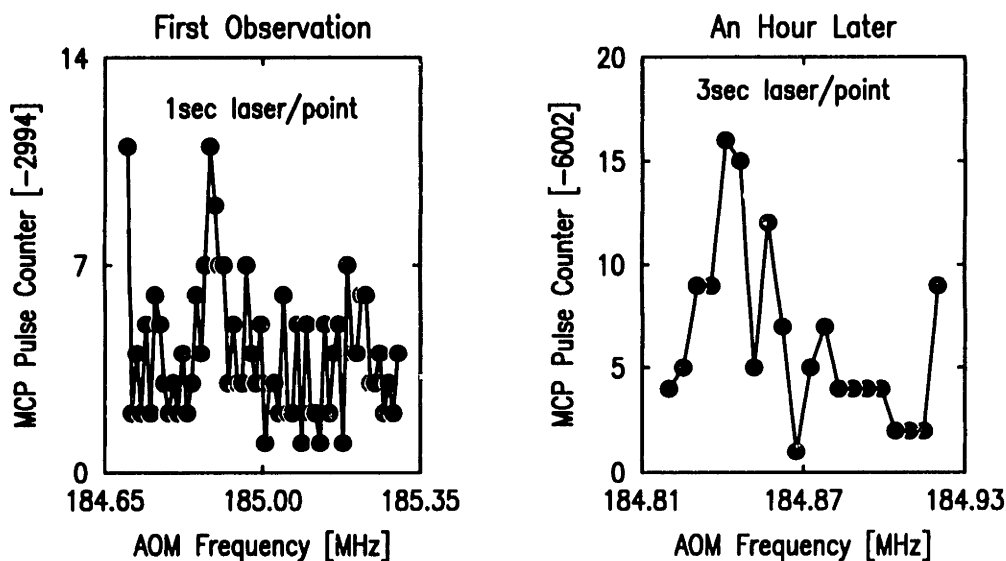 First Observation
14
1sec laser/point
7
0
184.65 185.00 185.35
MCP Pulse Counter [-2994]
AOM Frequency [MHz]
An Hour Later
20
3sec laser/point
15
10
5
0
184.81 184.87 184.93
MCP Pulse Counter [-6002]
AOM Frequency [MHz]